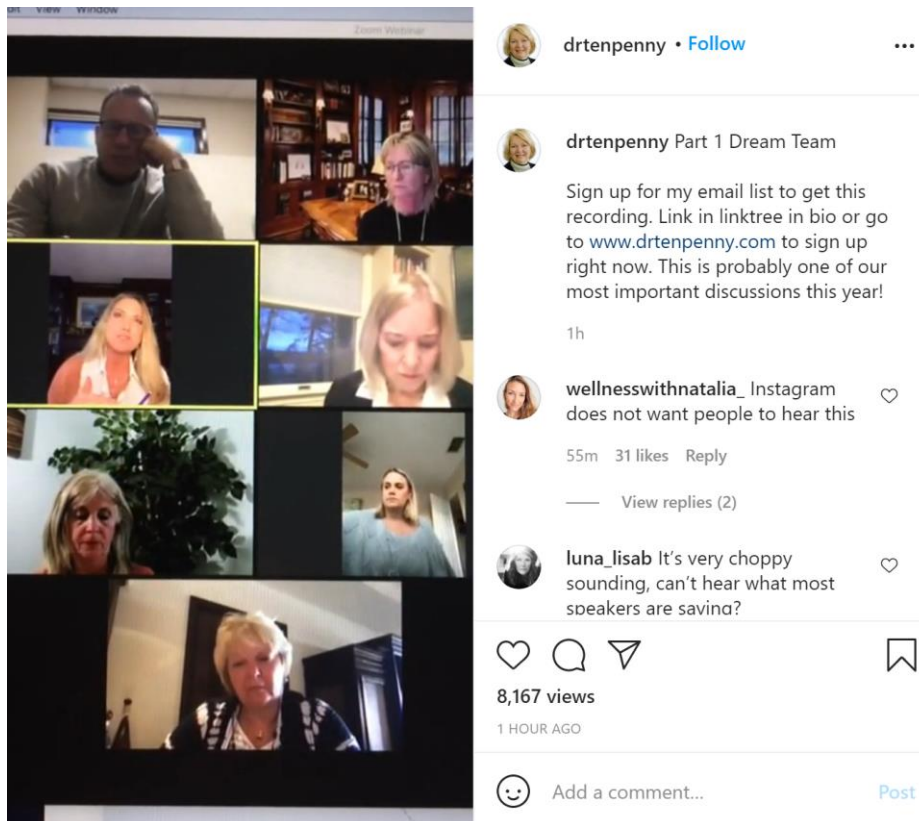 View Window
Zoom Webinar
drtenpenny • Follow
drtenpenny Part 1 Dream Team
Sign up for my email list to get this
recording. Link in linktree in bio or go
to www.drtenpenny.com to sign up
right now. This is probably one of our
most important discussions this year!
1h
wellnesswithnatalia_ Instagram
does not want people to hear this
55m 31 likes Reply
View replies (2)
luna_lisab It's very choppy
sounding, can't hear what most
speakers are saying?
8,167 views
1 HOUR AGO
Add a comment... Post